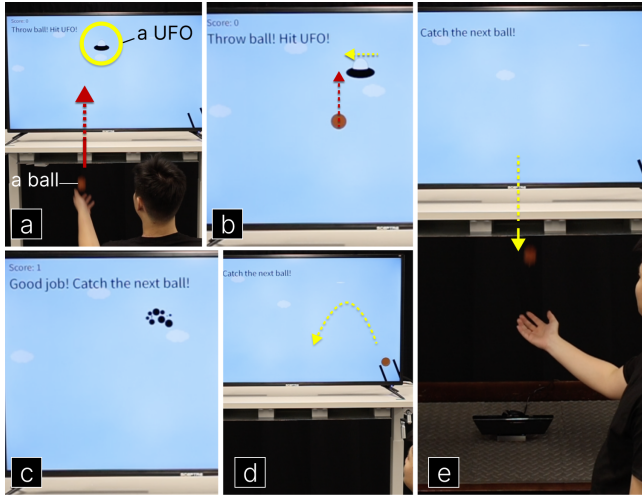 Score: 0
Throw ball! Hit UFO!
a UFO
a ball
a
Score: 0
Throw ball! Hit UFO!
b
Catch the next ball!
e
Score: 1
Good job! Catch the next ball!
c
Catch the next ball!
d